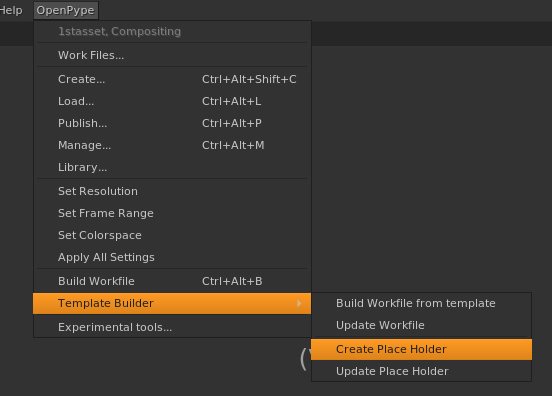 Help OpenPype
1stasset, Compositing
Work Files...
Create... Ctrl+Alt+Shift+C
Load... Ctrl+Alt+L
Publish... Ctrl+Alt+P
Manage... Ctrl+Alt+M
Library...
Set Resolution
Set Frame Range
Set Colorspace
Apply All Settings
Build Workfile Ctrl+Alt+B
Template Builder
Build Workfile from template
Experimental tools...
Update Workfile
Create Place Holder
Update Place Holder